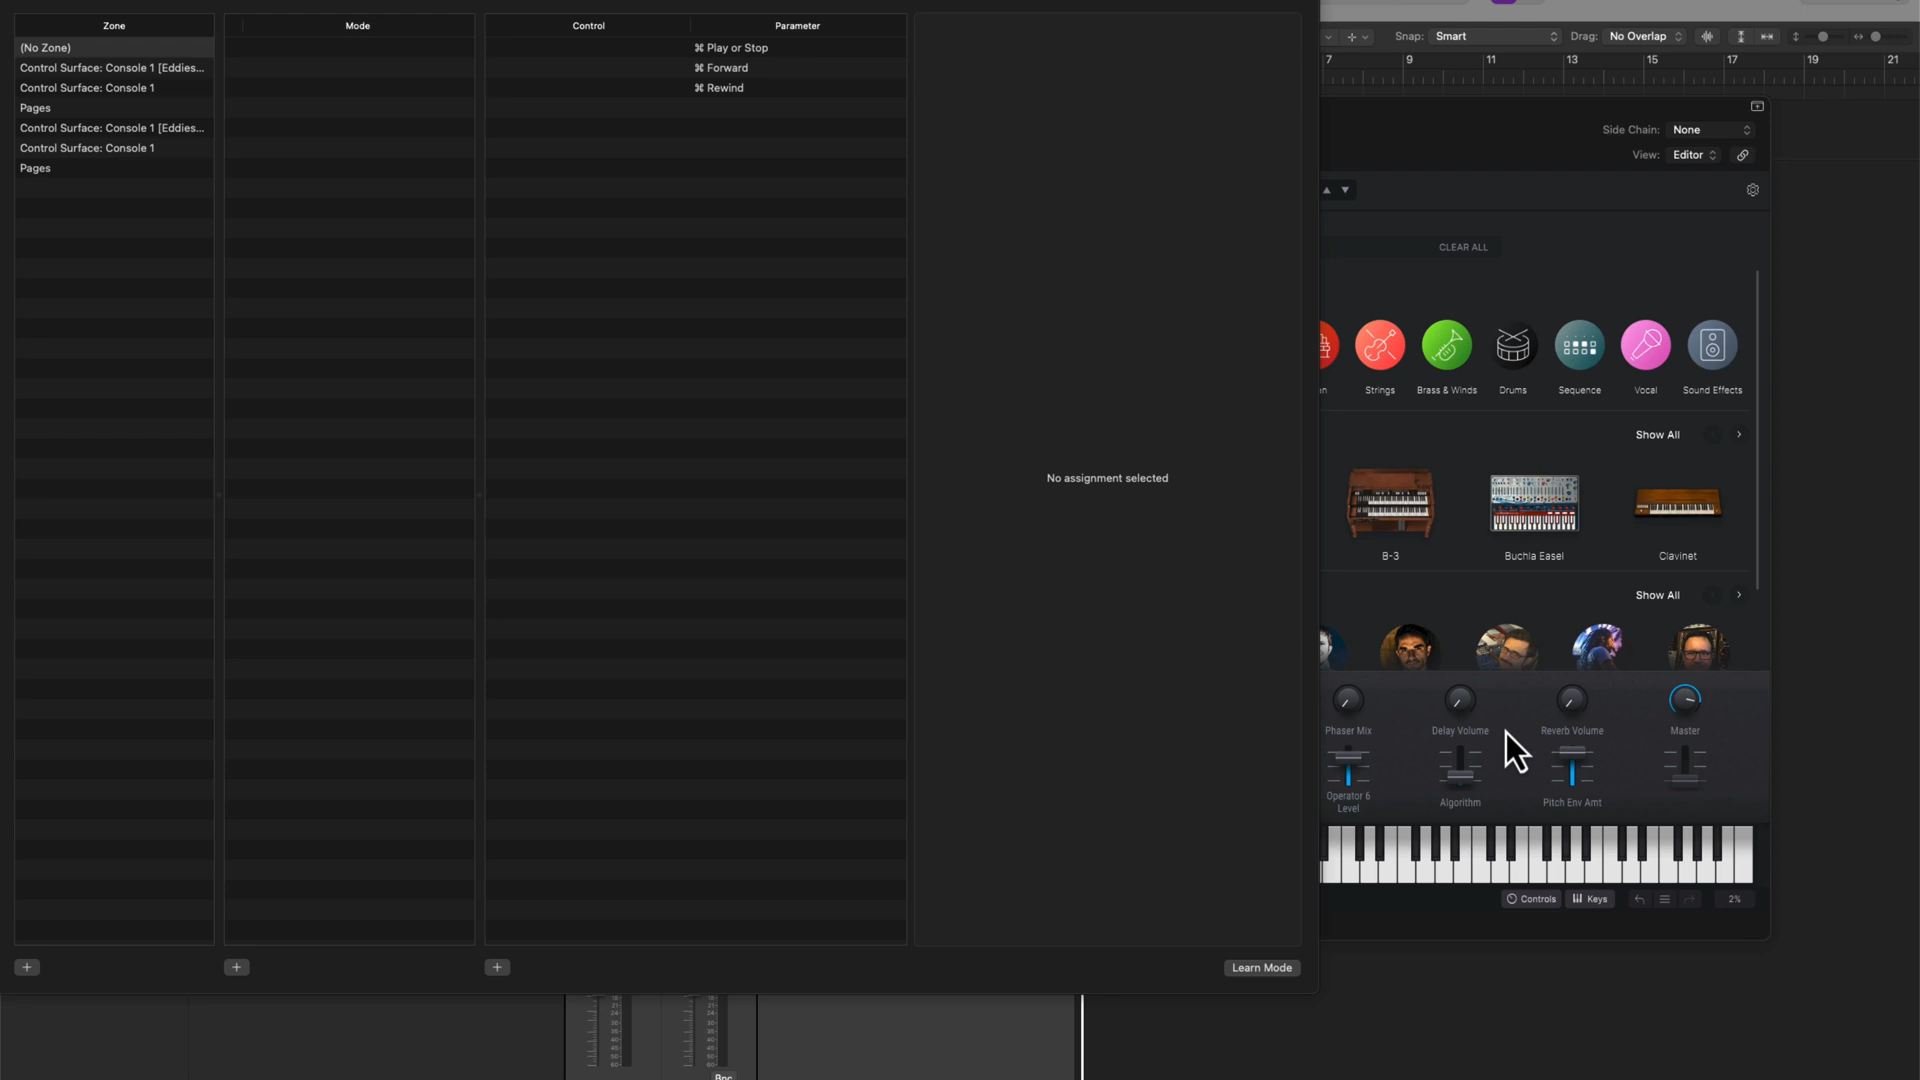 Zone
Mode
Control
Parameter
(No Zone)
Control Surface: Console 1 [Eddies...
Control Surface: Console 1
Pages
Control Surface: Console 1 [Eddies...
Control Surface: Console 1
Pages
⌘ Play or Stop
⌘ Forward
⌘ Rewind
No assignment selected
Learn Mode
Snap: Smart
Drag: No Overlap
7 9 11 13 15 17 19 21
Side Chain: None
View: Editor
CLEAR ALL
Strings
Brass & Winds
Drums
Sequence
Vocal
Sound Effects
Show All
B-3
Buchla Easel
Clavinet
Show All
Phaser Mix
Delay Volume
Reverb Volume
Master
Operator 6
Level
Algorithm
Pitch Env Amt
Controls
Keys
2%